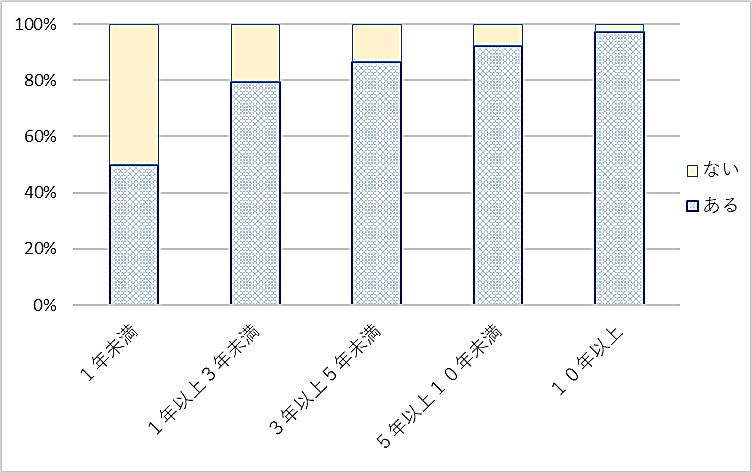 100%
80%
60%
40%
20%
0%
ない
ある
１年未満
１年以上３年未満
３年以上５年未満
５年以上１０年未満
１０年以上